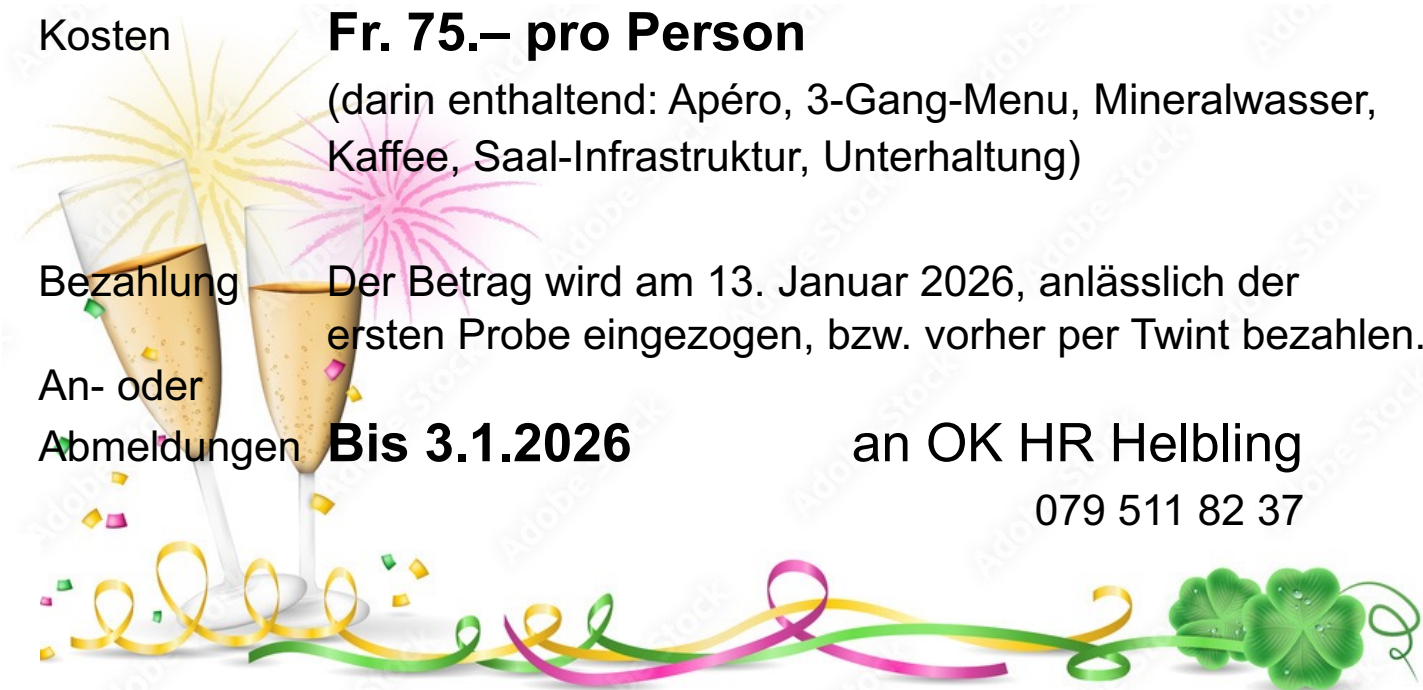 Kosten Fr. 75.– pro Person
(darin enthaltend: Apéro, 3-Gang-Menu, Mineralwasser,
Kaffee, Saal-Infrastruktur, Unterhaltung)
Bezahlung Der Betrag wird am 13. Januar 2026, anlässlich der
ersten Probe eingezogen, bzw. vorher per Twint bezahlen.
An- oder
Abmeldungen Bis 3.1.2026 an OK HR Helbling
079 511 82 37